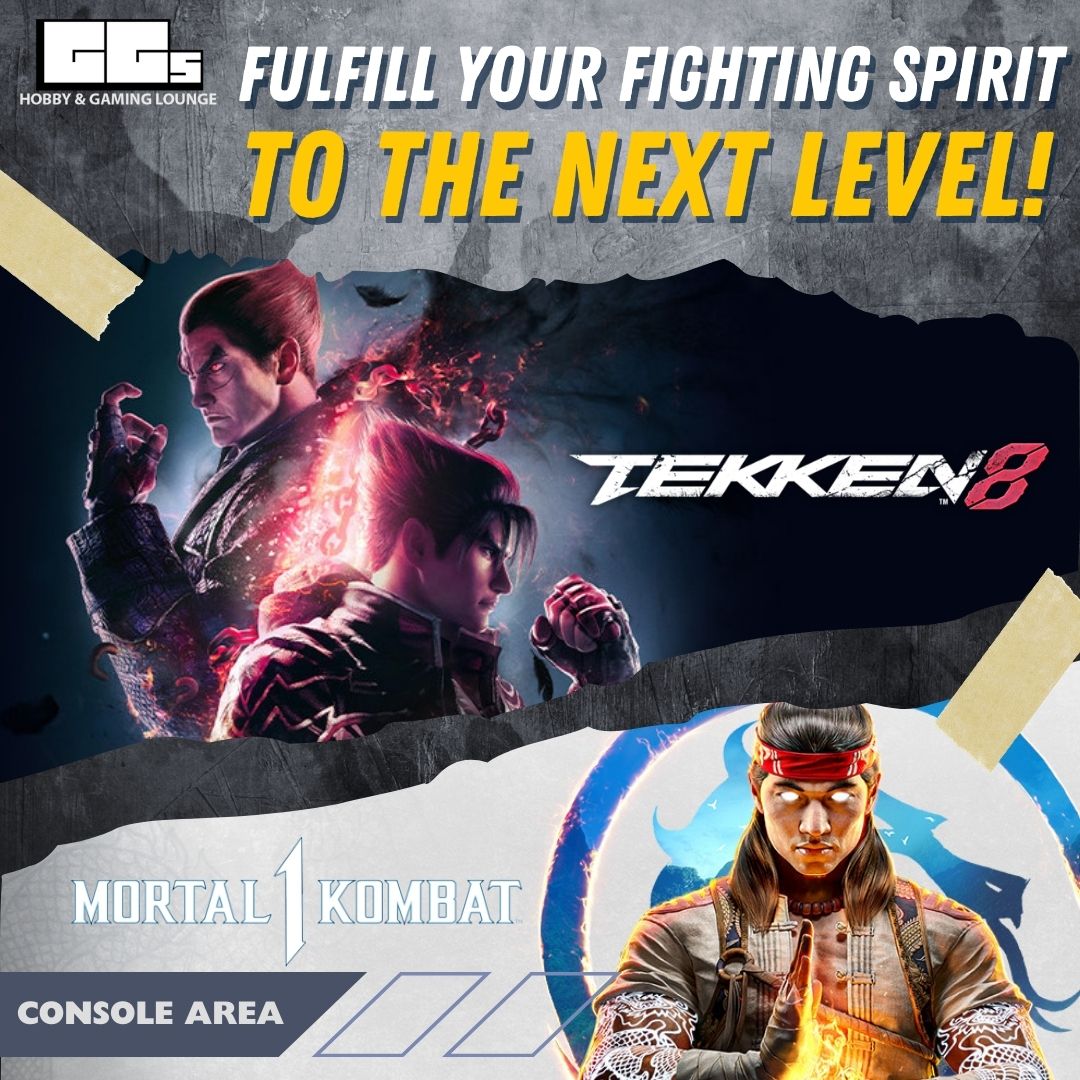 GGs
HOBBY & GAMING LOUNGE
FULFILL YOUR FIGHTING SPIRIT
TO THE NEXT LEVEL!
TEKKEN 8
TM
MORTAL KOMBAT 1
CONSOLE AREA